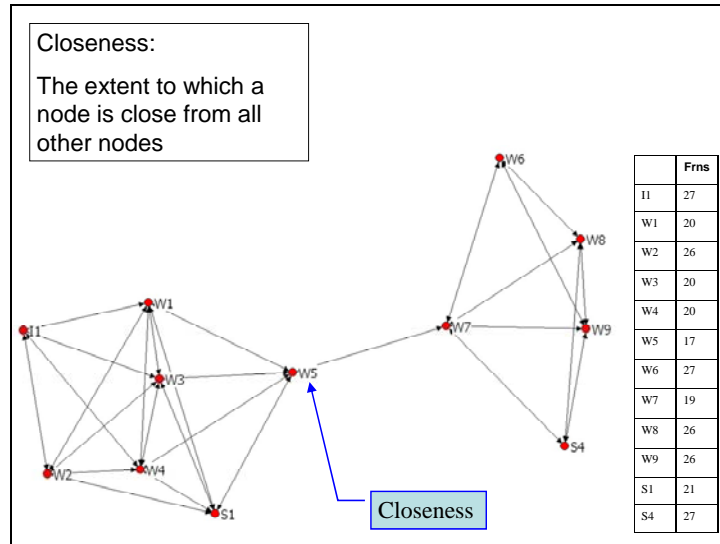 Closeness:
The extent to which a
node is close from all
other nodes
W6
W8
W1
I1
W7
W9
W3
W5
W2
W4
S4
S1
Closeness
Frns
I1 27
W1 20
W2 26
W3 20
W4 20
W5 17
W6 27
W7 19
W8 26
W9 26
S1 21
S4 27